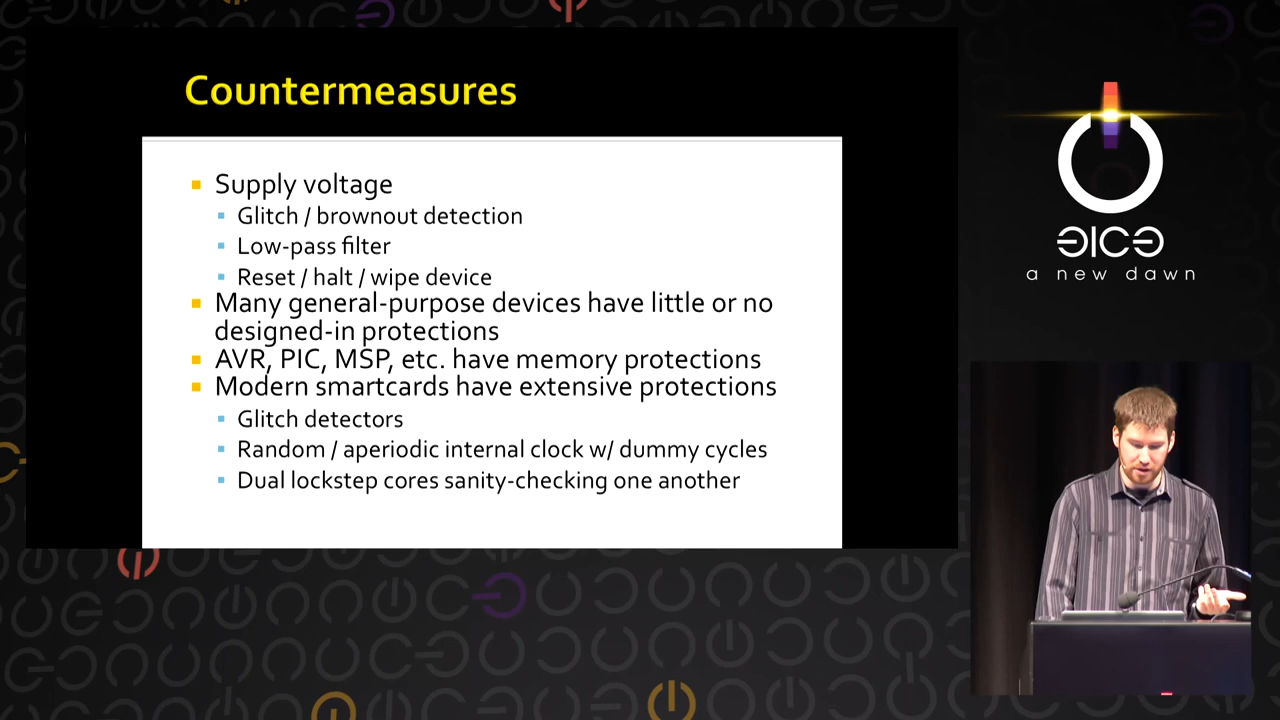 Countermeasures
Supply voltage
Glitch / brownout detection
Low-pass filter
Reset / halt / wipe device
Many general-purpose devices have little or no
designed-in protections
AVR, PIC, MSP, etc. have memory protections
Modern smartcards have extensive protections
Glitch detectors
Random / aperiodic internal clock w/ dummy cycles
Dual lockstep cores sanity-checking one another
a new dawn